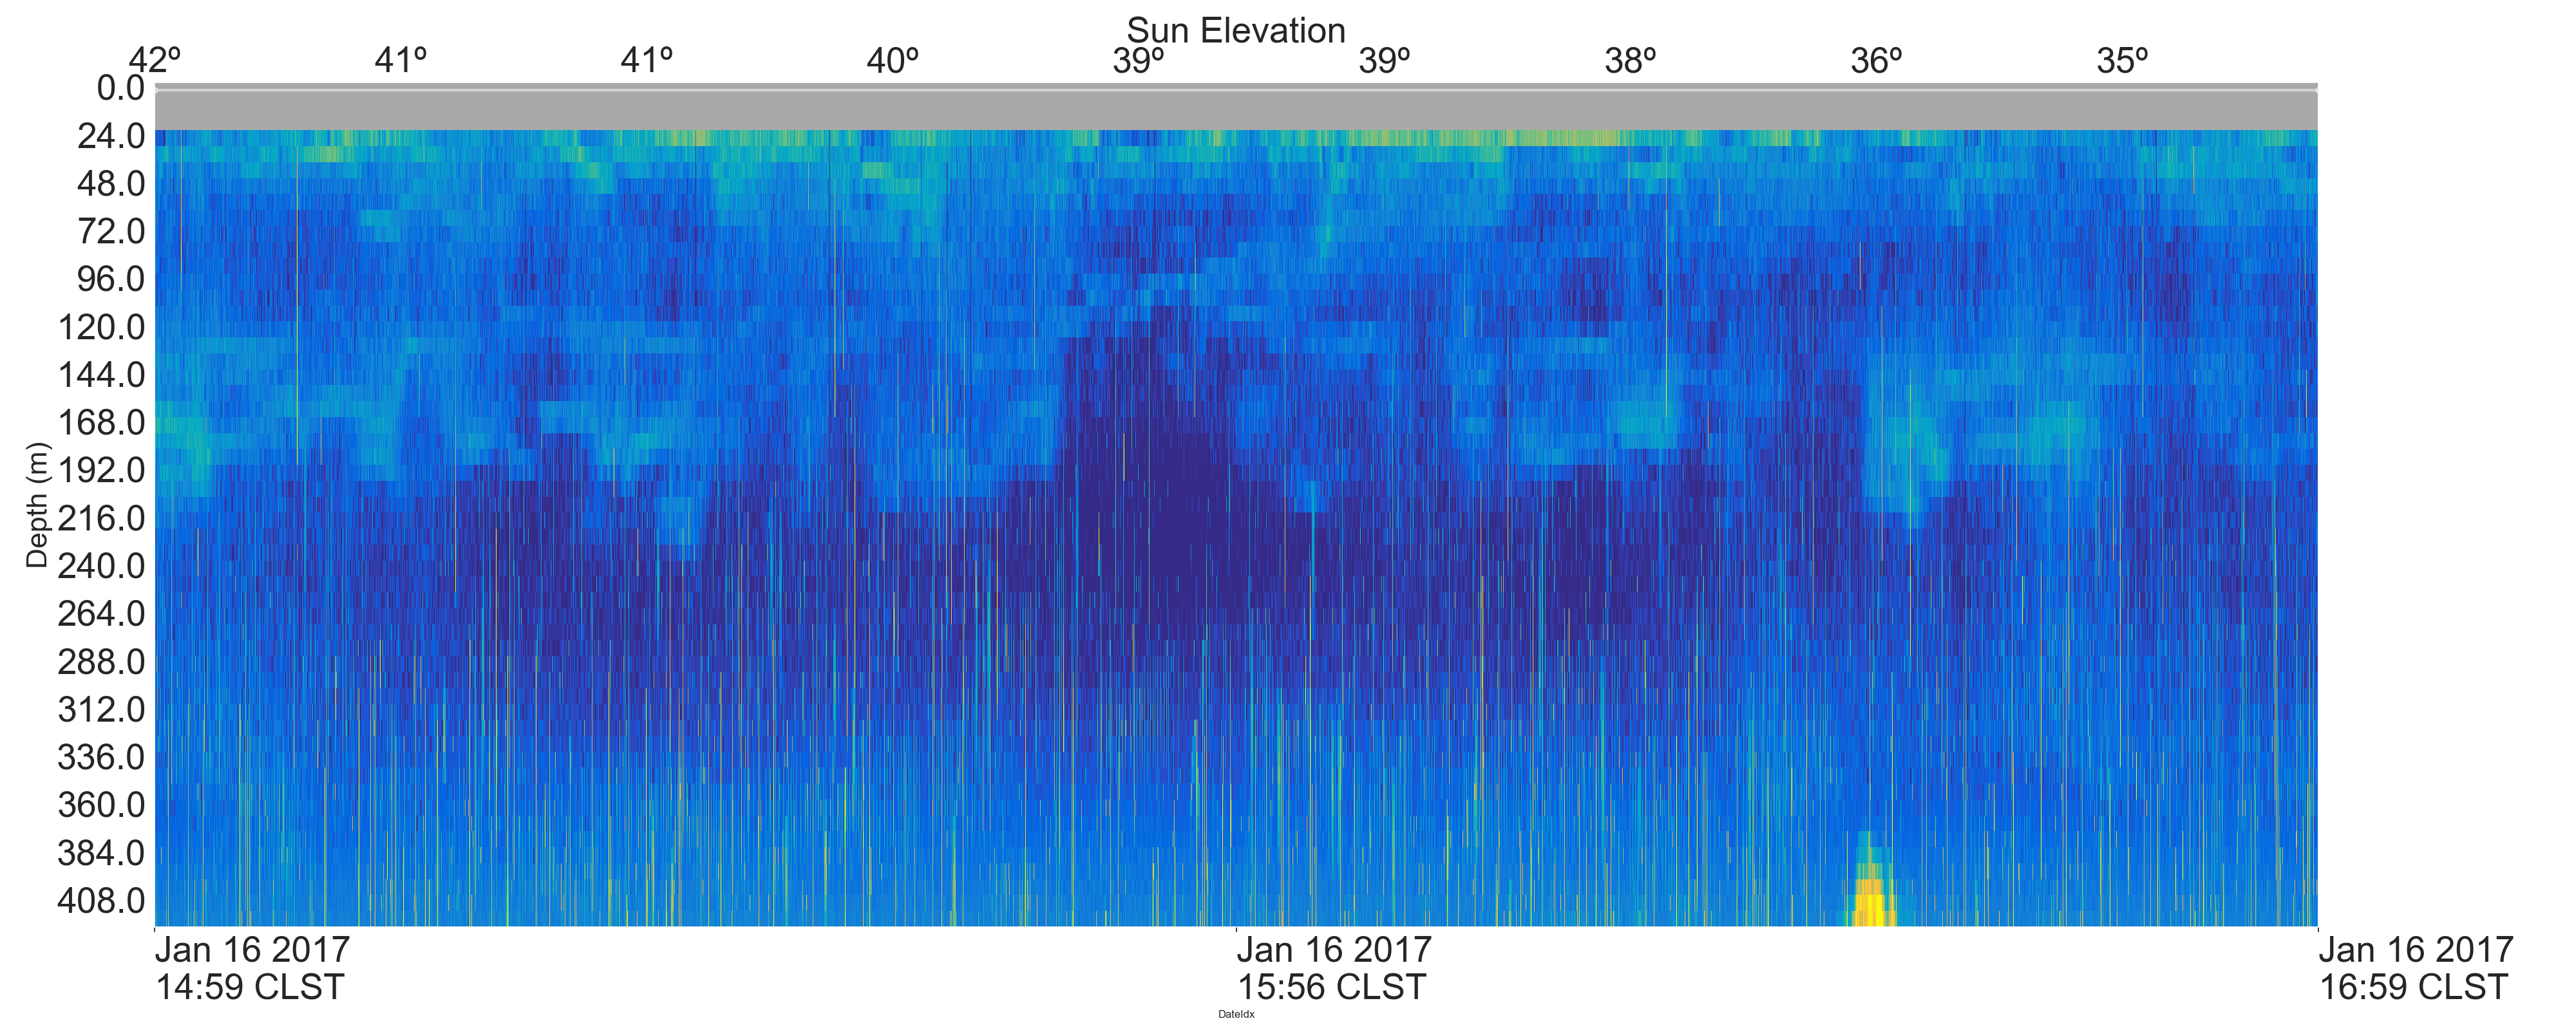 Sun Elevation
42º 41º 41º 40º 39º 39º 38º 36º 35º
0.0
24.0
48.0
72.0
96.0
120.0
144.0
168.0
192.0
216.0
240.0
264.0
288.0
312.0
336.0
360.0
384.0
408.0
Depth (m)
Jan 16 2017
14:59 CLST
Jan 16 2017
15:56 CLST
Jan 16 2017
16:59 CLST
DateIdx